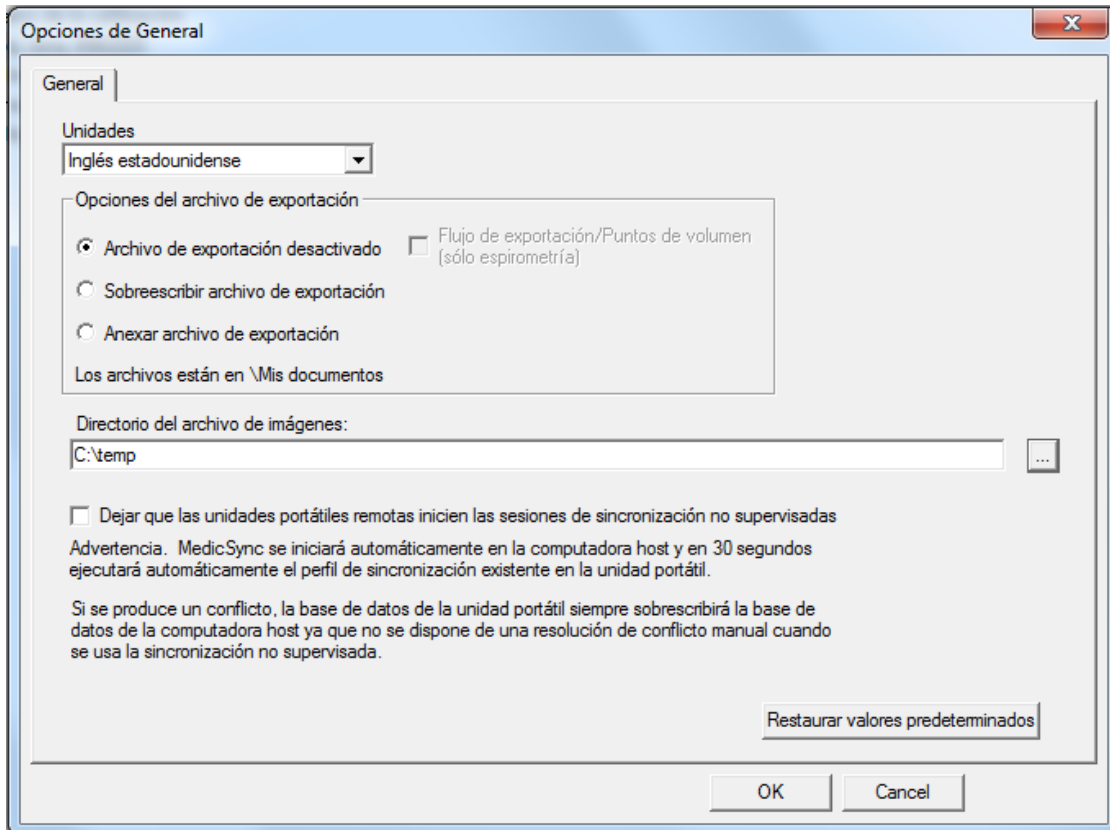 Opciones de General
General
Unidades
Inglés estadounidense
Opciones del archivo de exportación
Archivo de exportación desactivado
Flujo de exportación/Puntos de volumen
(sólo espirometría)
Sobreescribir archivo de exportación
Anexar archivo de exportación
Los archivos están en \Mis documentos
Directorio del archivo de imágenes:
C:\temp
...
Dejar que las unidades portátiles remotas inicien las sesiones de sincronización no supervisadas
Advertencia. MedicSync se iniciará automáticamente en la computadora host y en 30 segundos
ejecutará automáticamente el perfil de sincronización existente en la unidad portátil.
Si se produce un conflicto, la base de datos de la unidad portátil siempre sobrescribirá la base de
datos de la computadora host ya que no se dispone de una resolución de conflicto manual cuando
se usa la sincronización no supervisada.
Restaurar valores predeterminados
OK
Cancel